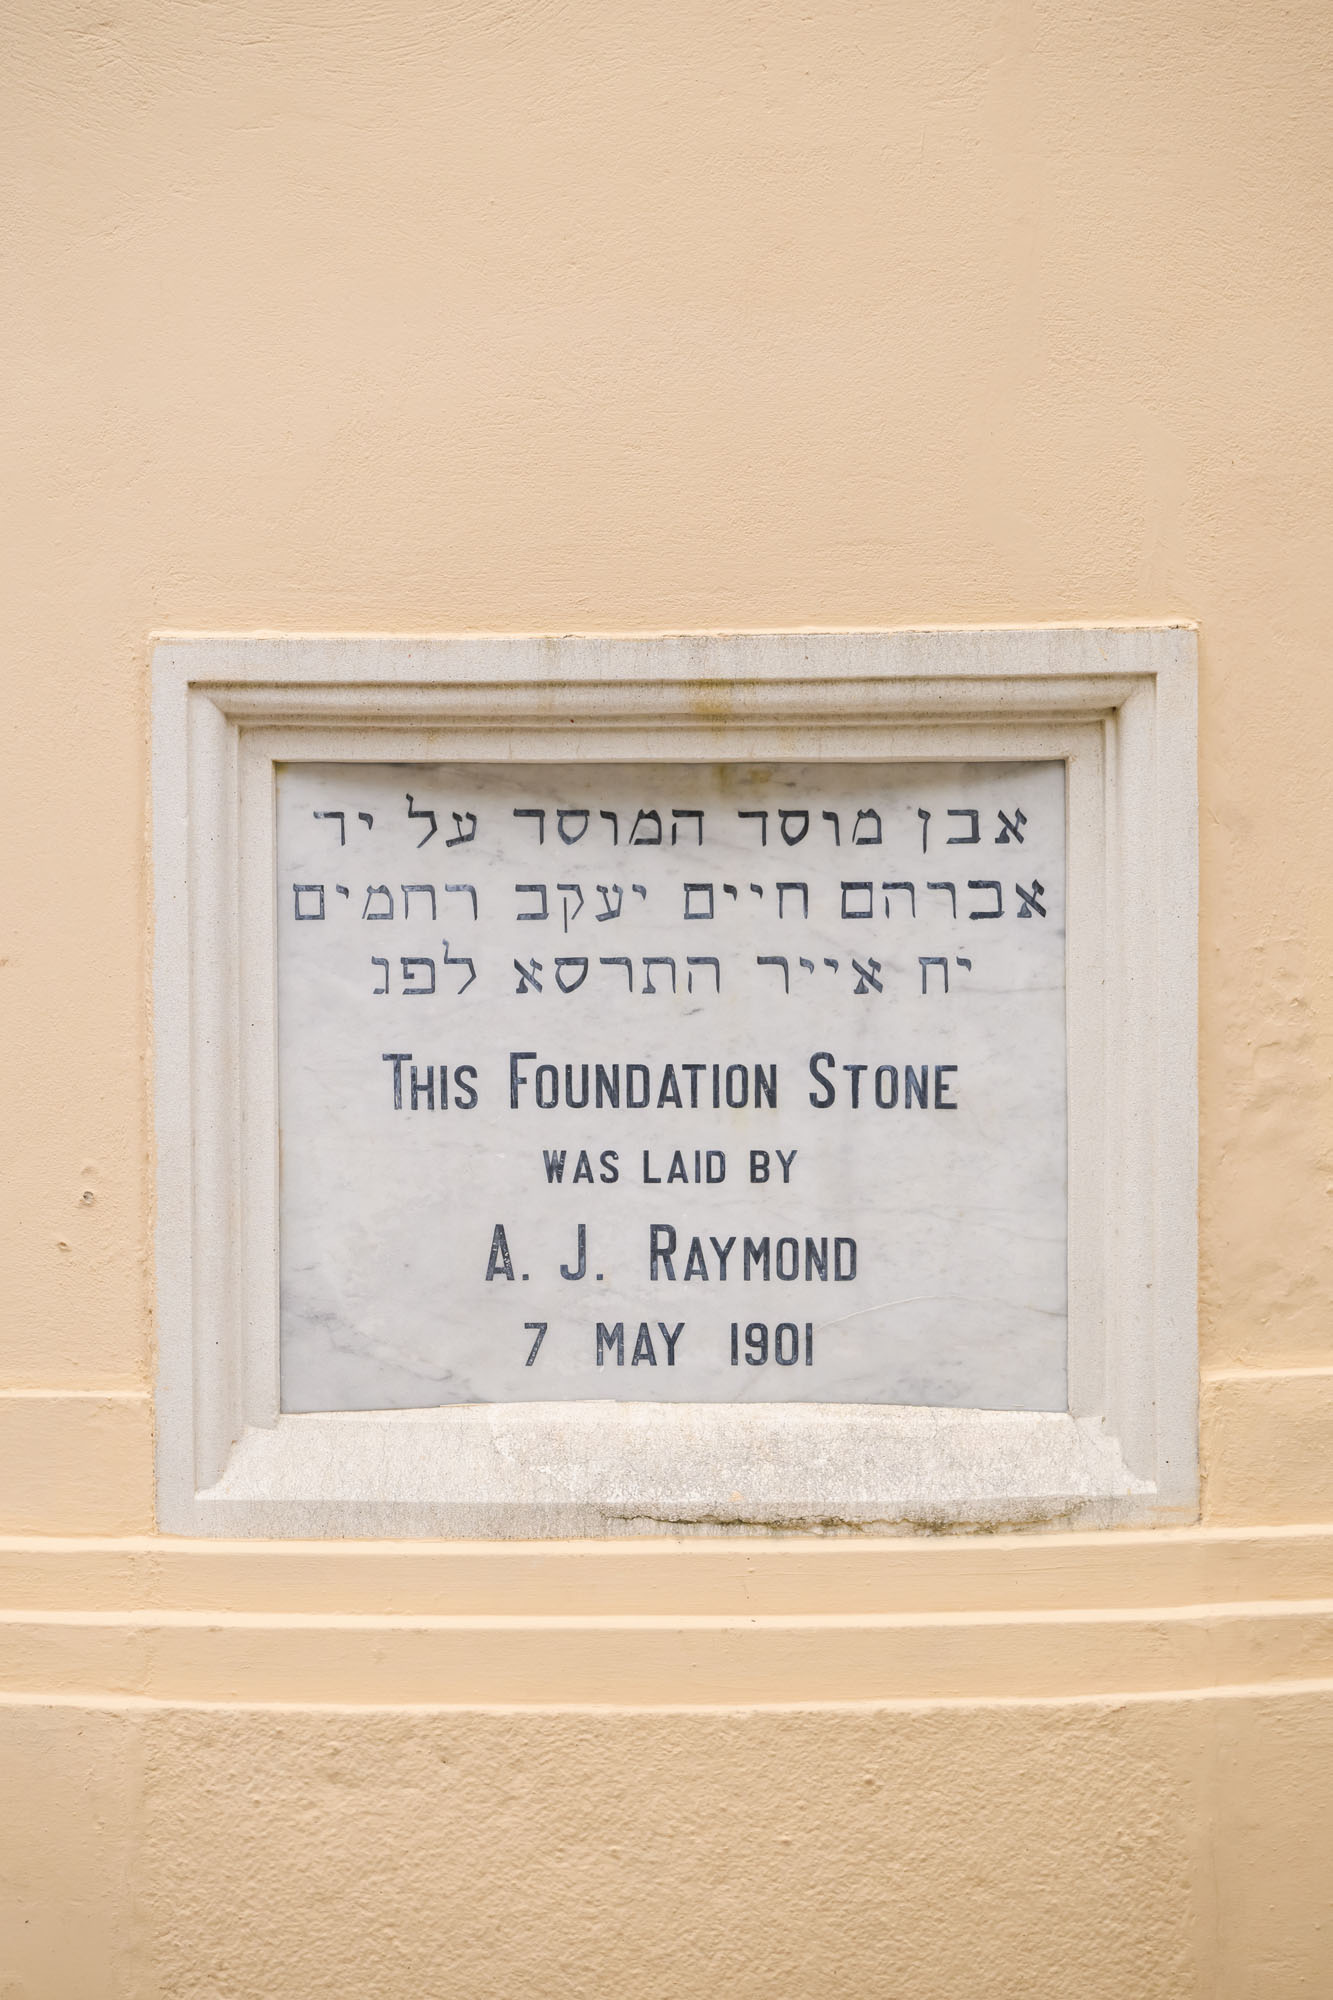 אבן מוסד המוסד על יד
אברהם חיים יעקב רחמים
יח אייר התרסא לפג
THIS FOUNDATION STONE
WAS LAID BY
A. J. RAYMOND
7 MAY 1901